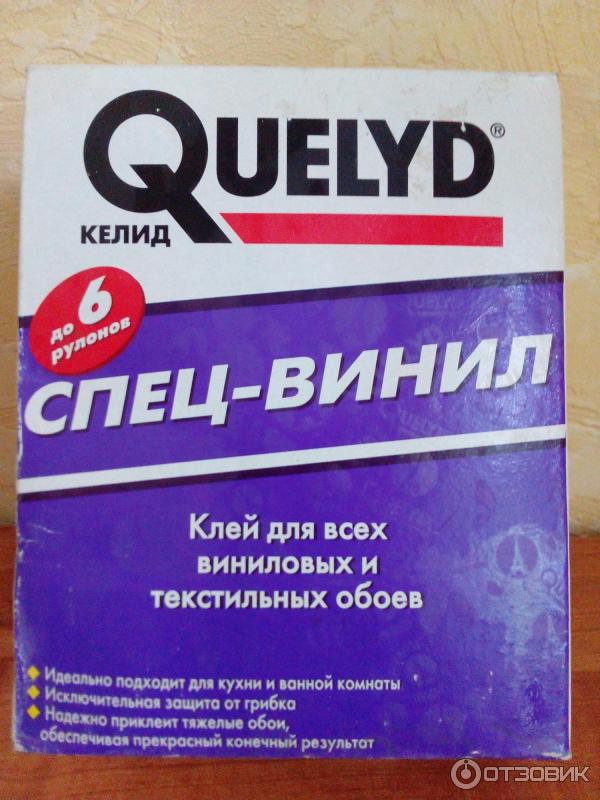 QUELYD®
КЕЛИД
до 6
рулонов
СПЕЦ-ВИНИЛ
Клей для всех
виниловых и
текстильных обоев
Идеально подходит для кухни и ванной комнаты
Исключительная защита от грибка
Надежно приклеит тяжелые обои,
обеспечивая прекрасный конечный результат
ОТЗОВИК